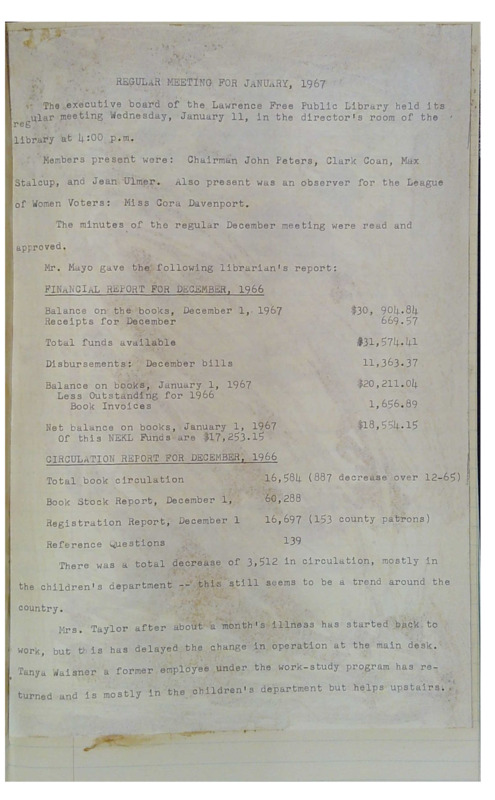 REGULAR MEETING FOR JANUARY, 1967
The executive board of the Lawrence Free Public Library held its
regular meeting Wednesday, January 11, in the director's room of the
library at 4:00 p.m.
Members present were: Chairman John Peters, Clark Coan, Max
Stalcup, and Jean Ulmer. Also present was an observer for the League
of Women Voters: Miss Cora Davenport.
The minutes of the regular December meeting were read and
approved.
Mr. Mayo gave the following librarian's report:
FINANCIAL REPORT FOR DECEMBER, 1966
Balance on the books, December 1, 1967 $30, 904.84
Receipts for December 669.57
Total funds available $31,574.41
Disbursements: December bills 11,363.37
Balance on books, January 1, 1967 $20,211.04
Less Outstanding for 1966
Book Invoices 1,656.89
Net balance on books, January 1, 1967 $18,554.15
Of this NEKL Funds are $17,253.15
CIRCULATION REPORT FOR DECEMBER, 1966
Total book circulation 16,584 (887 decrease over 12-65)
Book Stock Report, December 1, 60,288
Registration Report, December 1 16,697 (153 county patrons)
Reference Questions 139
There was a total decrease of 3,512 in circulation, mostly in
the children's department -- this still seems to be a trend around the
country.
Mrs. Taylor after about a month's illness has started back to
work, but this has delayed the change in operation at the main desk.
Tanya Waisner a former employee under the work-study program has re-
turned and is mostly in the children's department but helps upstairs.